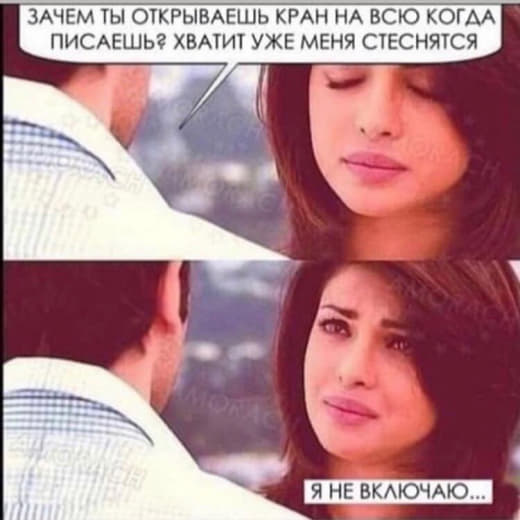 ЗАЧЕМ ТЫ ОТКРЫВАЕШЬ КРАН НА ВСЮ КОГДА
ПИСАЕШЬ? ХВАТИТ УЖЕ МЕНЯ СТЕСНЯТСЯ
Я НЕ ВКЛЮЧАЮ...